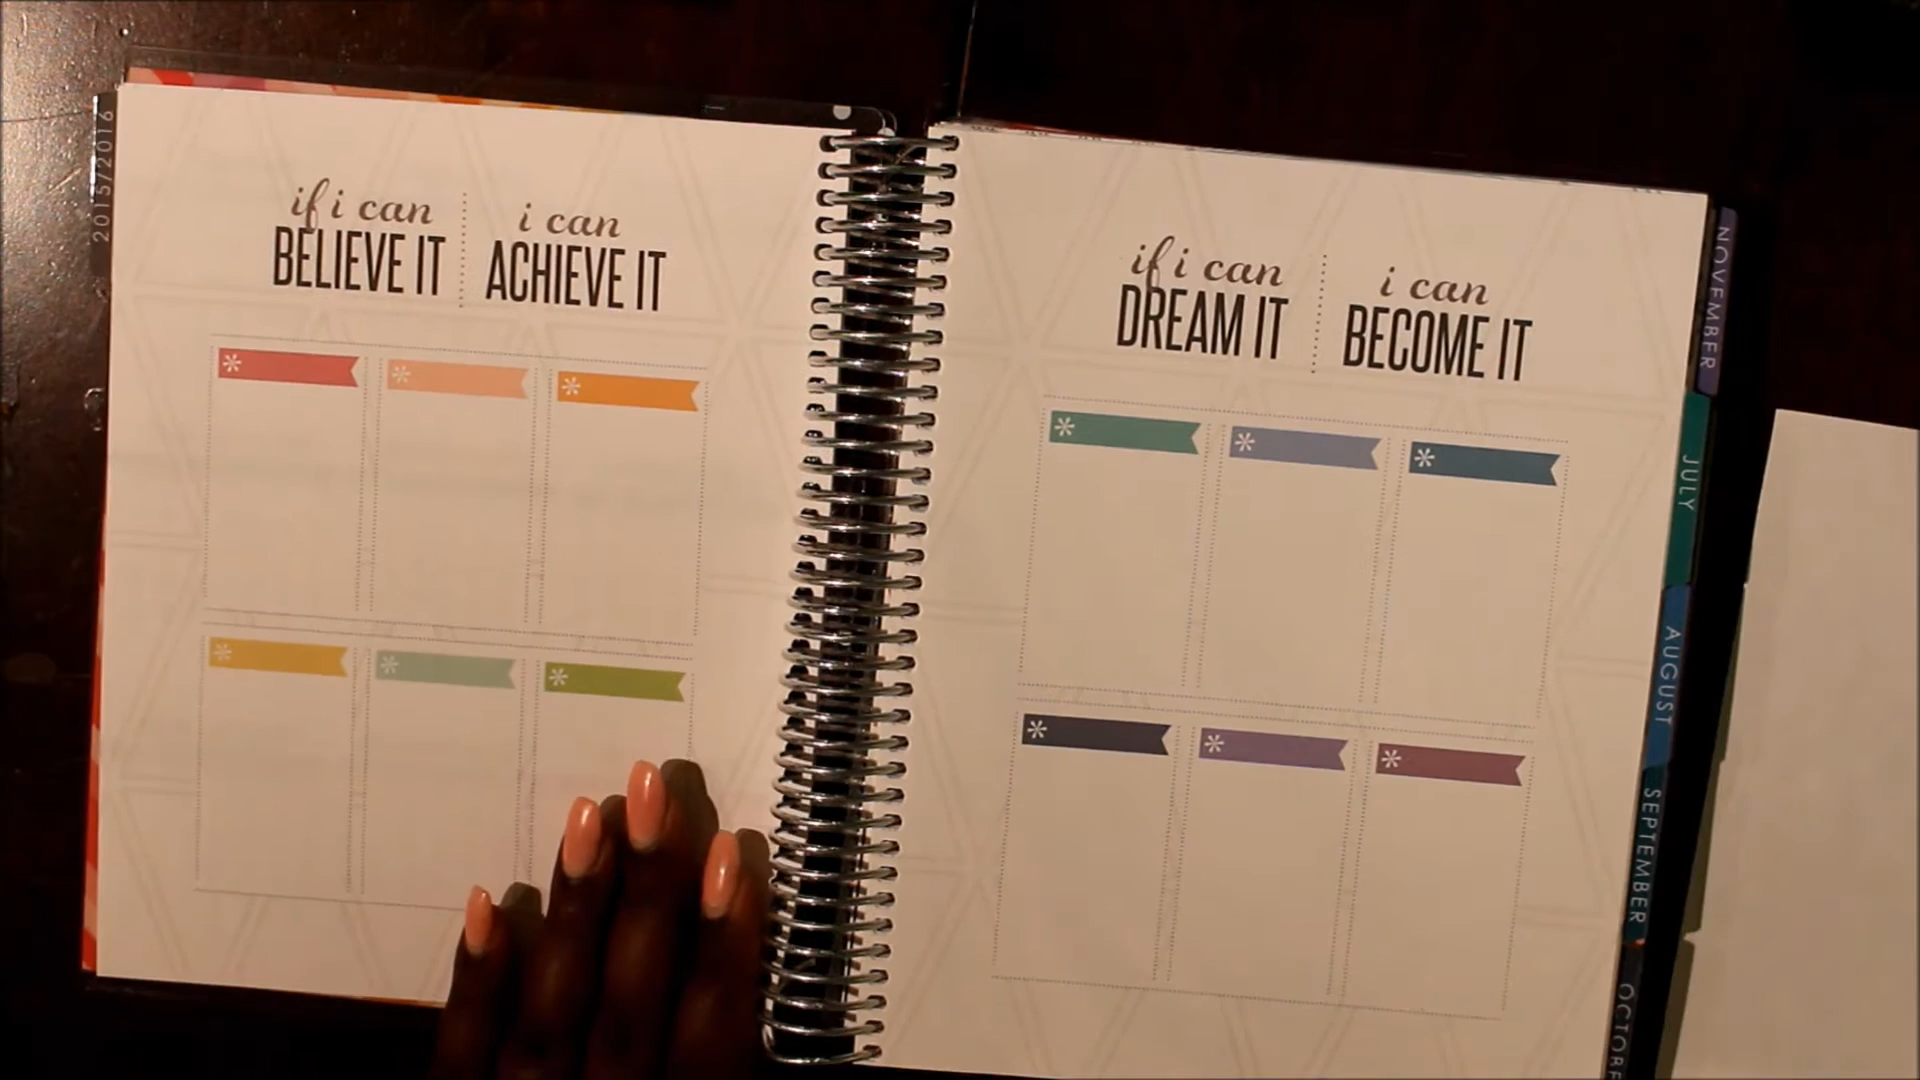 2015/2016
if i can
BELIEVE IT
i can
ACHIEVE IT
if i can
DREAM IT
i can
BECOME IT
NOVEMBER
JULY
AUGUST
SEPTEMBER
OCTOBE